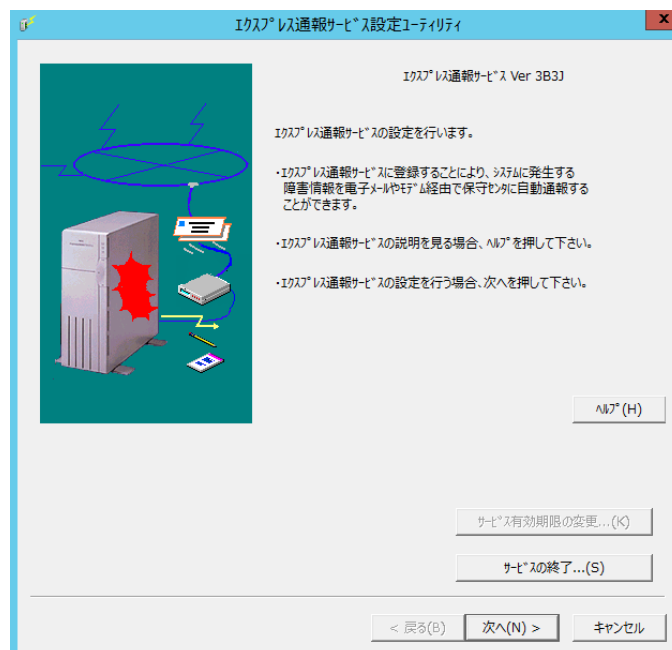 エクスプレス通報サービス設定ユーティリティ
x
エクスプレス通報サービス Ver 3B3J
エクスプレス通報サービスの設定を行います。
・エクスプレス通報サービスに登録することにより、システムに発生する
障害情報を電子メールやモデム経由で保守センタに自動通報する
ことができます。
・エクスプレス通報サービスの説明を見る場合、ヘルプを押して下さい。
・エクスプレス通報サービスの設定を行う場合、次へを押して下さい。
ヘルプ(H)
サービス有効期限の変更...(K)
サービスの終了...(S)
< 戻る(B)
次へ(N) >
キャンセル